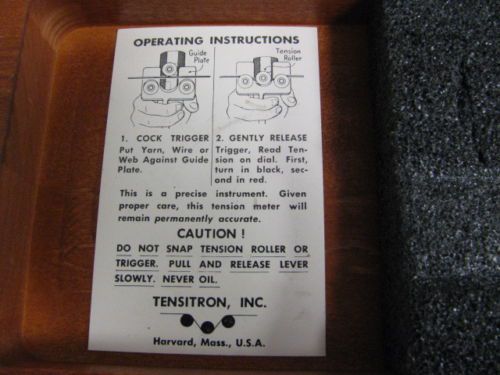 OPERATING INSTRUCTIONS
Guide Plate
Tension Roller
1. COCK TRIGGER
Put Yarn, Wire or
Web Against Guide
Plate.
2. GENTLY RELEASE
Trigger, Read Ten-
sion on dial. First,
turn in black, sec-
ond in red.
This is a precise instrument. Given
proper care, this tension meter will
remain permanently accurate.
CAUTION !
DO NOT SNAP TENSION ROLLER OR
TRIGGER. PULL AND RELEASE LEVER
SLOWLY. NEVER OIL.
TENSITRON, INC.
Harvard, Mass., U.S.A.